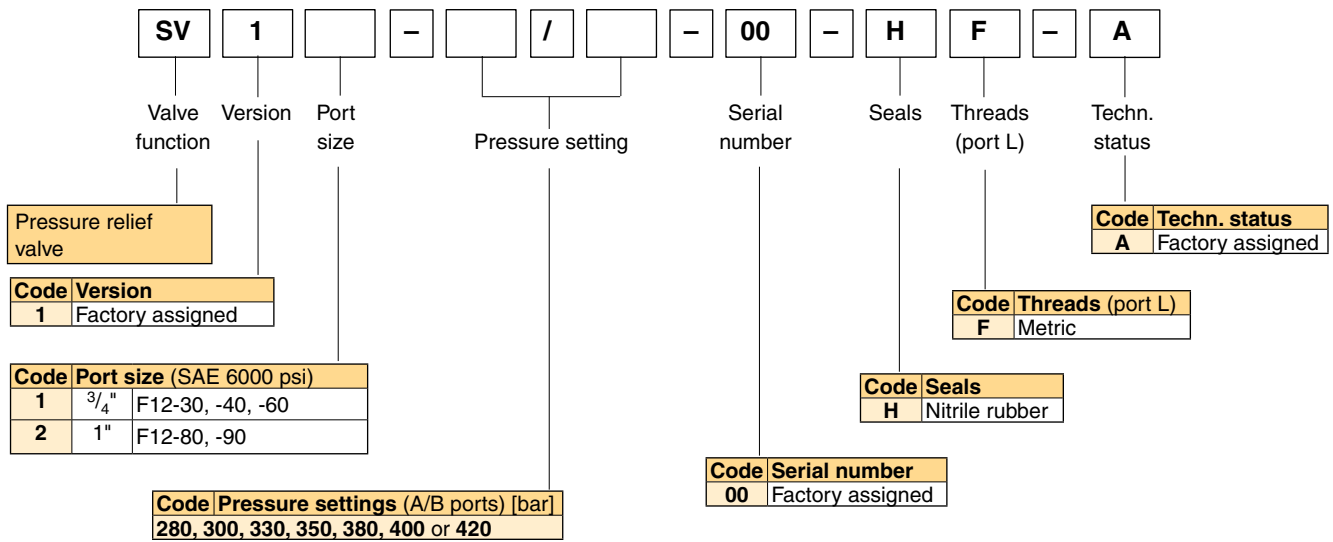 SV 1 – / – 00 – H F – A
Valve function
Version
Port size
Pressure setting
Serial number
Seals
Threads (port L)
Techn. status
Pressure relief
valve
Code Techn. status
A Factory assigned
Code Version
1 Factory assigned
Code Threads (port L)
F Metric
Code Port size (SAE 6000 psi)
1 3/4" F12-30, -40, -60
2 1" F12-80, -90
Code Seals
H Nitrile rubber
Code Serial number
00 Factory assigned
Code Pressure settings (A/B ports) [bar]
280, 300, 330, 350, 380, 400 or 420